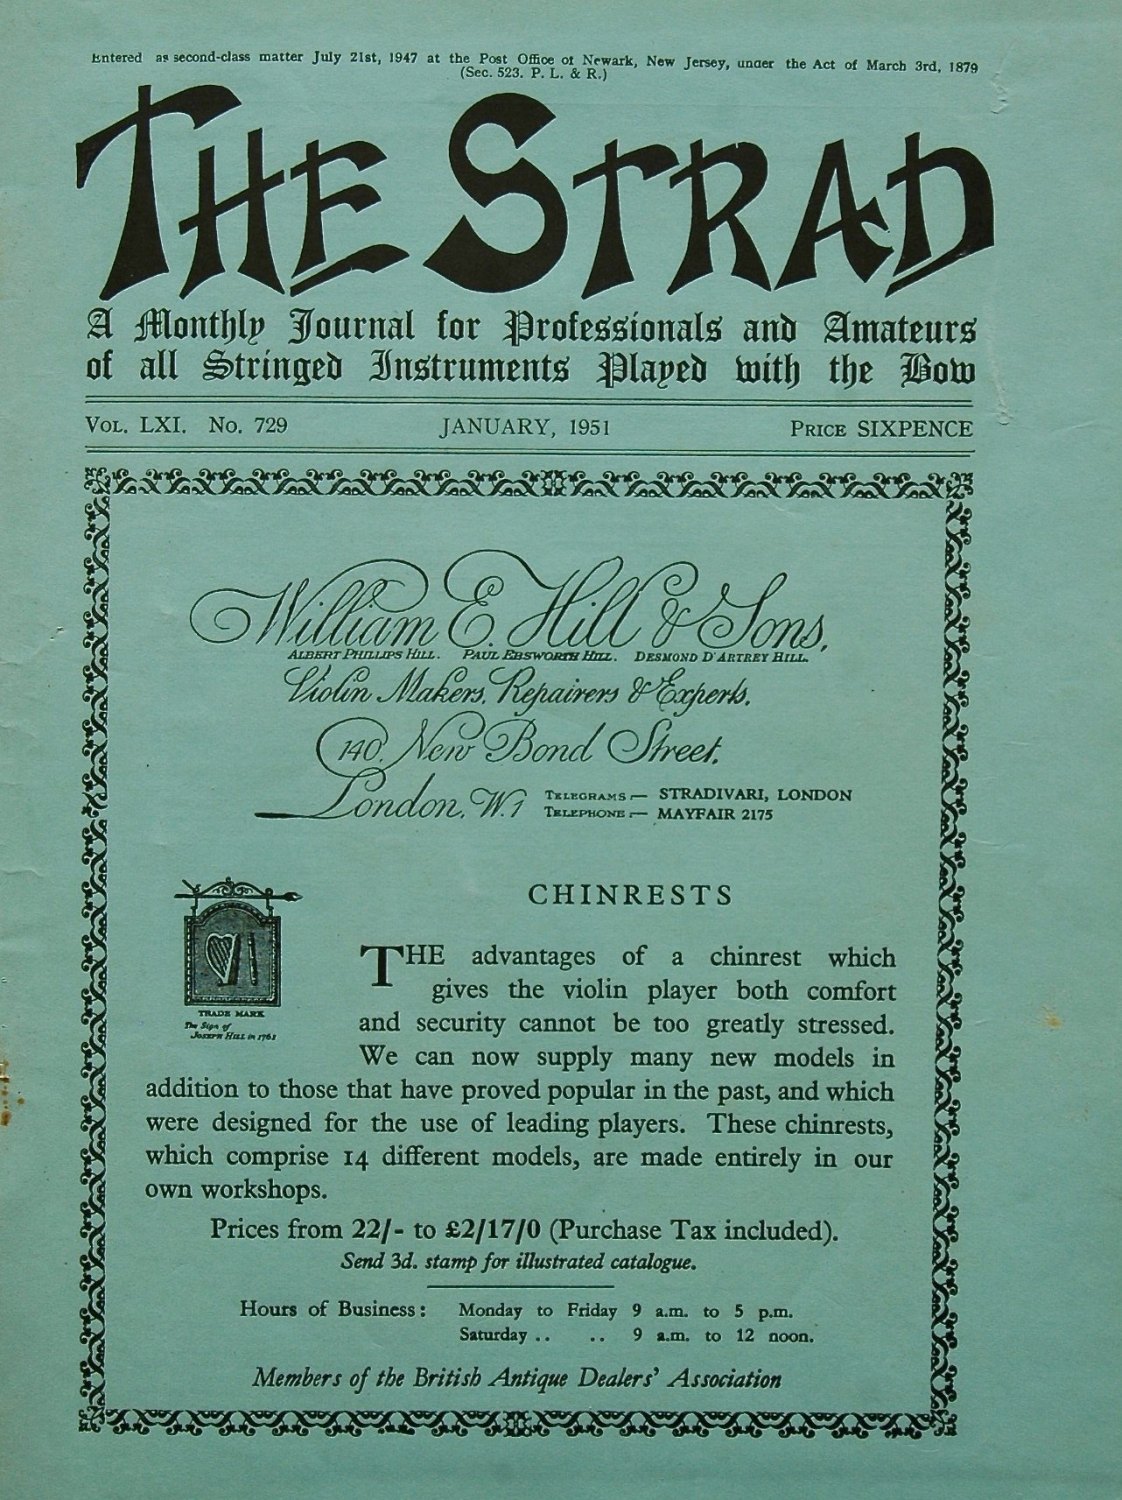 Entered as second-class matter July 21st, 1947 at the Post Office of Newark, New Jersey, under the Act of March 3rd, 1879
(Sec. 523. P. L. & R.)
THE STRAD
A Monthly Journal for Professionals and Amateurs
of all Stringed Instruments Played with the Bow
VOL. LXI. No. 729 JANUARY, 1951 PRICE SIXPENCE
William E. Hill & Sons,
ALBERT PHILLIPS HILL. PAUL EBSWORTH HILL. DESMOND D'ARTREY HILL.
Violin Makers, Repairers & Experts,
140, New Bond Street,
London, W.1
TELEGRAMS:— STRADIVARI, LONDON
TELEPHONE:— MAYFAIR 2175
TRADE MARK
The Sign of
JOSEPH HILL in 1762
CHINRESTS
THE advantages of a chinrest which
gives the violin player both comfort
and security cannot be too greatly stressed.
We can now supply many new models in
addition to those that have proved popular in the past, and which
were designed for the use of leading players. These chinrests,
which comprise 14 different models, are made entirely in our
own workshops.
Prices from 22/- to £2/17/0 (Purchase Tax included).
Send 3d. stamp for illustrated catalogue.
Hours of Business: Monday to Friday 9 a.m. to 5 p.m.
Saturday .. .. 9 a.m. to 12 noon.
Members of the British Antique Dealers' Association